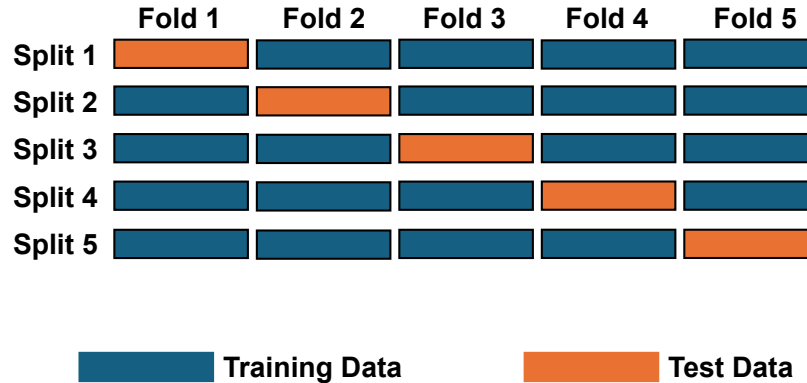 Fold 1 Fold 2 Fold 3 Fold 4 Fold 5
Split 1
Split 2
Split 3
Split 4
Split 5
Training Data Test Data